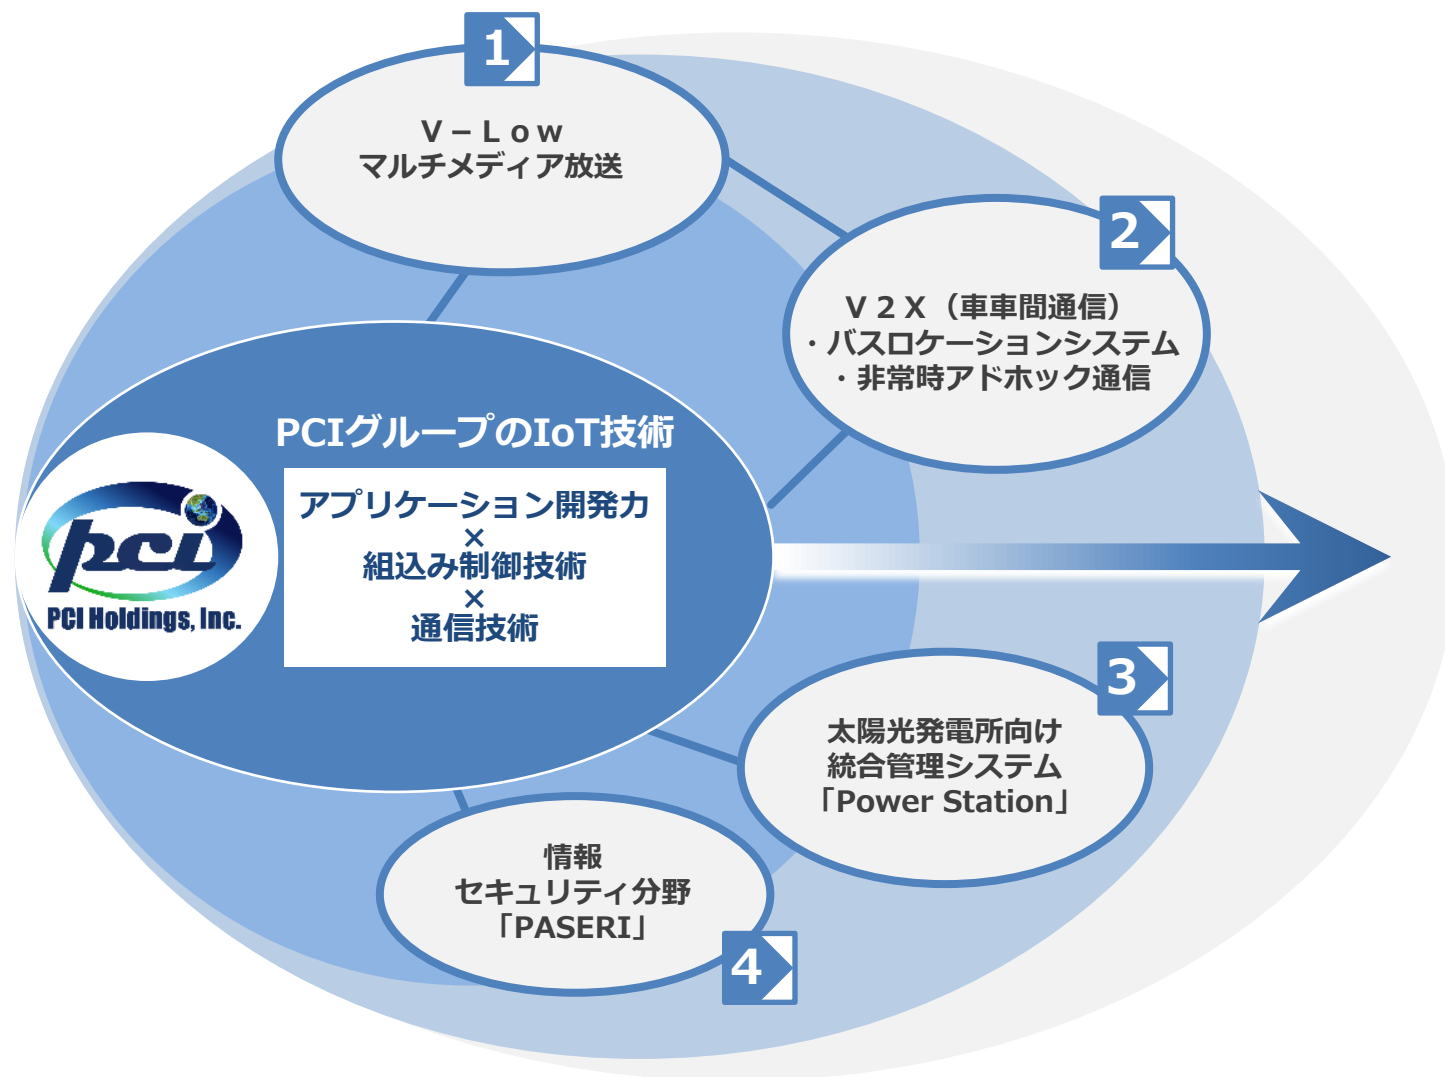 1
V－Ｌｏｗ
マルチメディア放送
2
Ｖ２Ｘ（車車間通信）
・バスロケーションシステム
・非常時アドホック通信
PCIグループのIoT技術
アプリケーション開発力
×
組込み制御技術
×
通信技術
pci
PCI Holdings, Inc.
3
太陽光発電所向け
統合管理システム
「Power Station」
情報
セキュリティ分野
「PASERI」
4